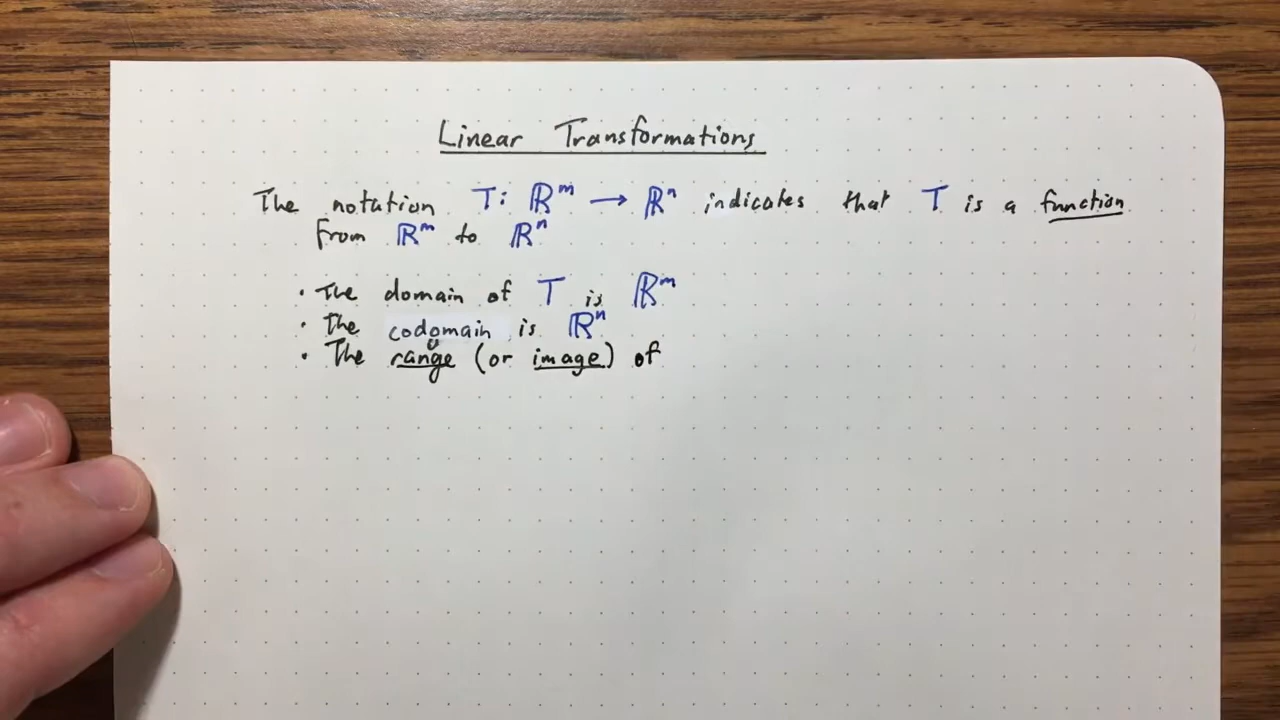 Linear Transformations
The notation T: ℝᵐ → ℝⁿ indicates that T is a function
from ℝᵐ to ℝⁿ
• The domain of T is ℝᵐ
• The codomain is ℝⁿ
• The range (or image) of